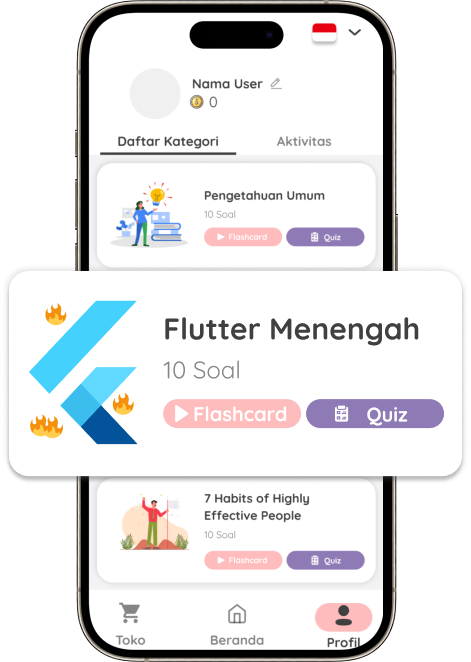 Nama User
0
Daftar Kategori
Aktivitas
Pengetahuan Umum
10 Soal
Flashcard
Quiz
Flutter Menengah
10 Soal
Flashcard
Quiz
7 Habits of Highly
Effective People
10 Soal
Flashcard
Quiz
Toko
Beranda
Profil